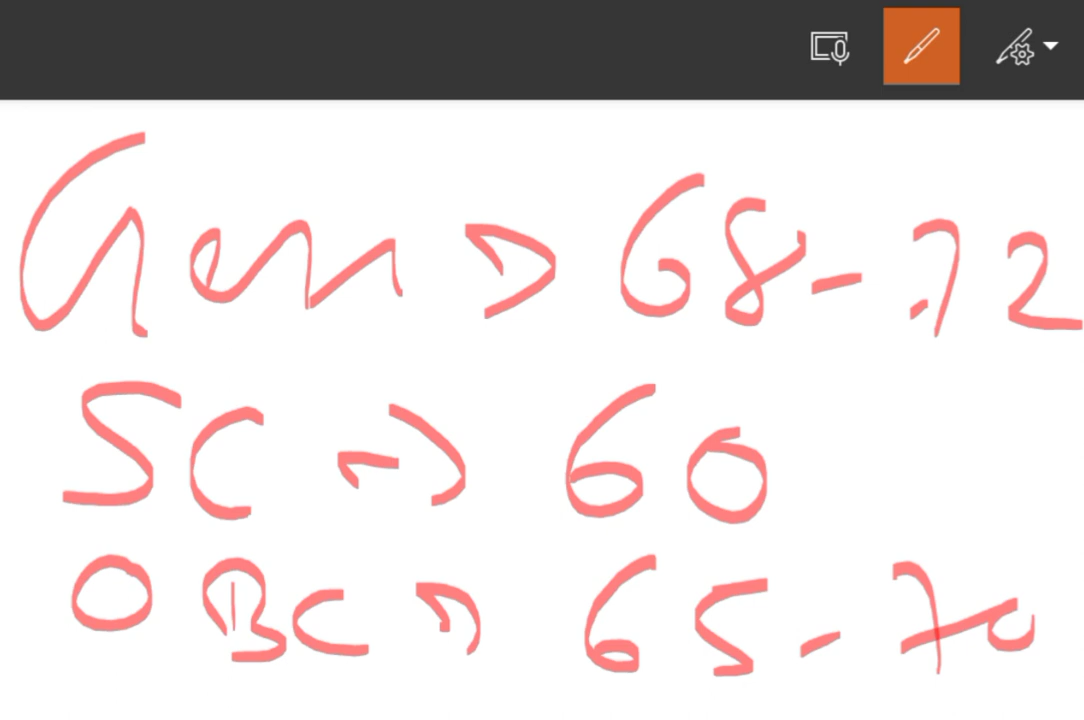 Gen → 68-72
SC → 60
OBC → 65-70